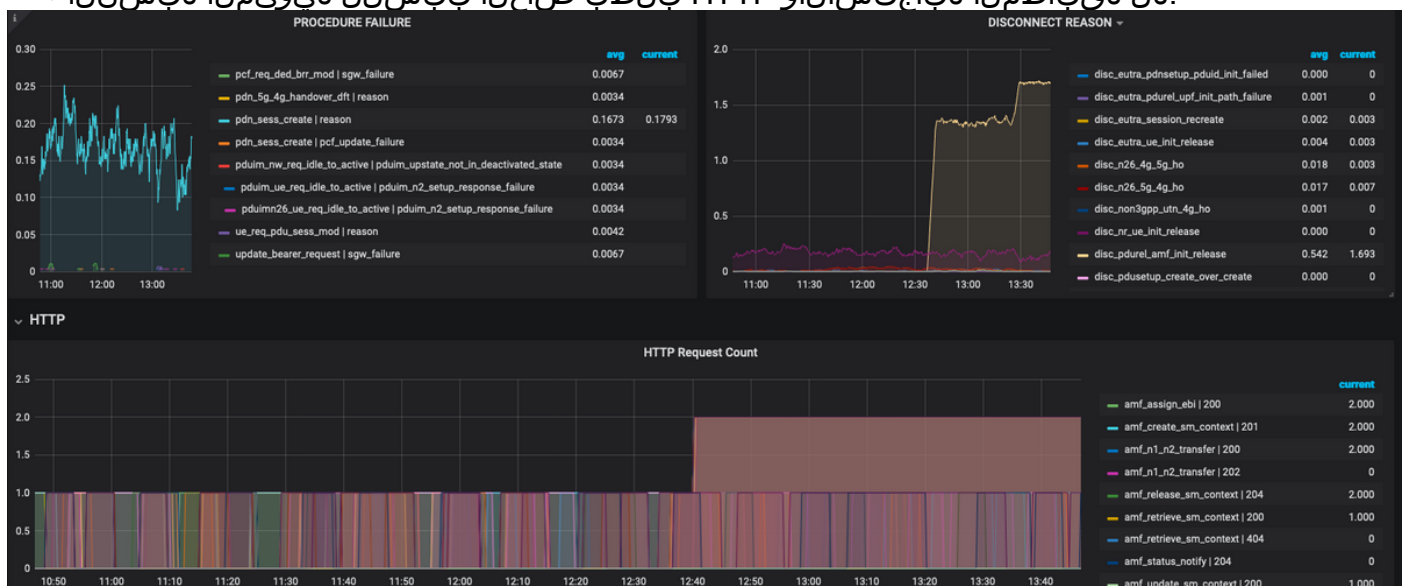 PROCEDURE FAILURE
avg current
0.30
0.25
0.20
0.15
0.10
0.05
0
11:00 12:00 13:00
pcf_req_ded_brr_mod | sgw_failure 0.0067
pdn_5g_4g_handover_dft | reason 0.0034
pdn_sess_create | reason 0.1673 0.1793
pdn_sess_create | pcf_update_failure 0.0034
pduim_nw_req_idle_to_active | pduim_upstate_not_in_deactivated_state 0.0034
pduim_ue_req_idle_to_active | pduim_n2_setup_response_failure 0.0034
pduimn26_ue_req_idle_to_active | pduim_n2_setup_response_failure 0.0034
ue_req_pdu_sess_mod | reason 0.0042
update_bearer_request | sgw_failure 0.0067
DISCONNECT REASON
avg current
2.0
1.5
1.0
0.5
0
11:00 11:30 12:00 12:30 13:00 13:30
disc_eutra_pdnsetup_pduid_init_failed 0.000 0
disc_eutra_pdurel_upf_init_path_failure 0.001 0
disc_eutra_session_recreate 0.002 0.003
disc_eutra_ue_init_release 0.004 0.003
disc_n26_4g_5g_ho 0.018 0.003
disc_n26_5g_4g_ho 0.017 0.007
disc_non3gpp_utn_4g_ho 0.001 0
disc_nr_ue_init_release 0.000 0
disc_pdurel_amf_init_release 0.542 1.693
disc_pdusetup_create_over_create 0.000 0
HTTP
HTTP Request Count
current
2.5
2.0
1.5
1.0
0.5
0
10:50 11:00 11:10 11:20 11:30 11:40 11:50 12:00 12:10 12:20 12:30 12:40 12:50 13:00 13:10 13:20 13:30 13:40
amf_assign_ebi | 200 2.000
amf_create_sm_context | 201 2.000
amf_n1_n2_transfer | 200 2.000
amf_n1_n2_transfer | 202 0
amf_release_sm_context | 204 2.000
amf_retrieve_sm_context | 200 1.000
amf_retrieve_sm_context | 404 0
amf_status_notify | 204 0
amf_update_sm_context | 200 1.000